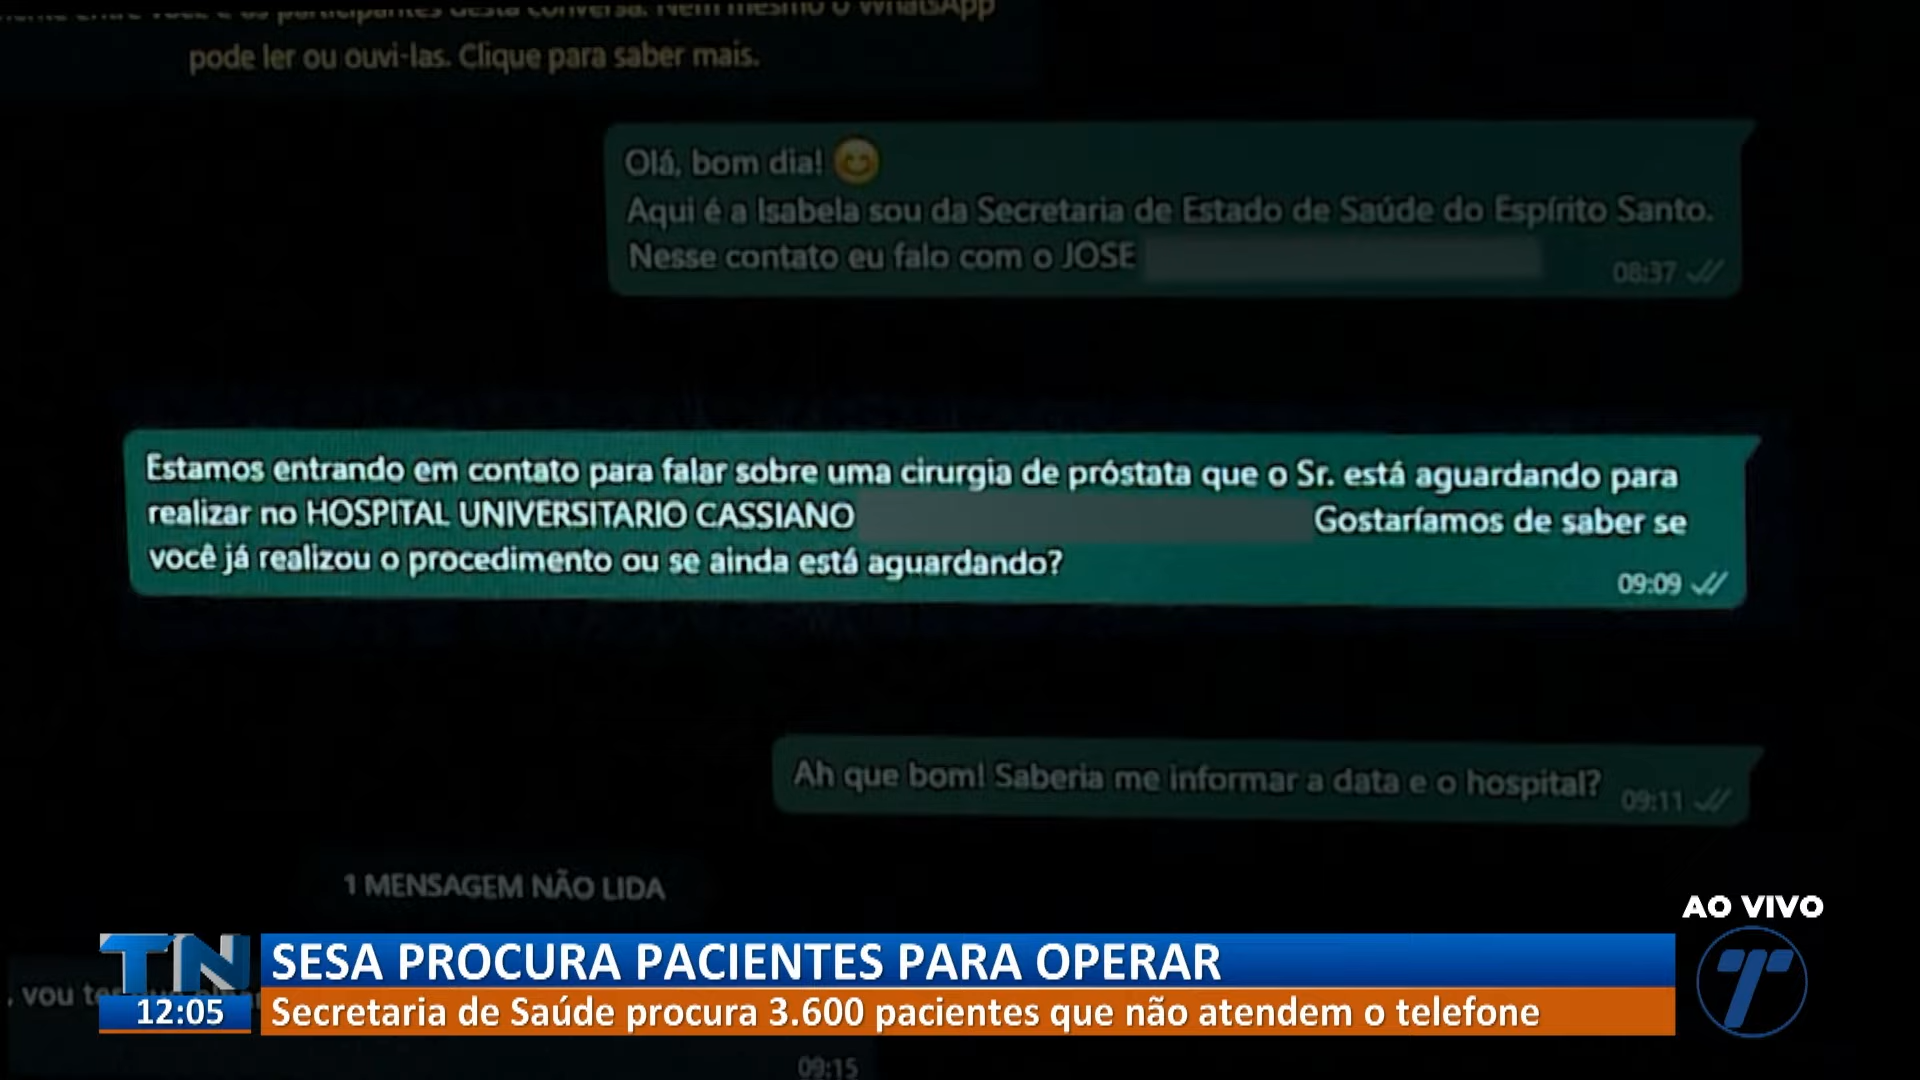 pode ler ou ouvi-las. Clique para saber mais.
Olá, bom dia! 😊
Aqui é a Isabela sou da Secretaria de Estado de Saúde do Espírito Santo.
Nesse contato eu falo com o JOSE
08:37
Estamos entrando em contato para falar sobre uma cirurgia de próstata que o Sr. está aguardando para
realizar no HOSPITAL UNIVERSITARIO CASSIANO Gostaríamos de saber se
você já realizou o procedimento ou se ainda está aguardando?
09:09
Ah que bom! Saberia me informar a data e o hospital?
09:11
1 MENSAGEM NÃO LIDA
AO VIVO
TN
SESA PROCURA PACIENTES PARA OPERAR
, vou
12:05
Secretaria de Saúde procura 3.600 pacientes que não atendem o telefone
09:15